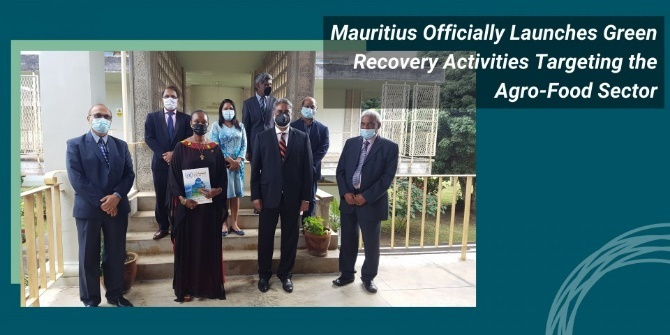 Mauritius Officially Launches Green
Recovery Activities Targeting the
Agro-Food Sector